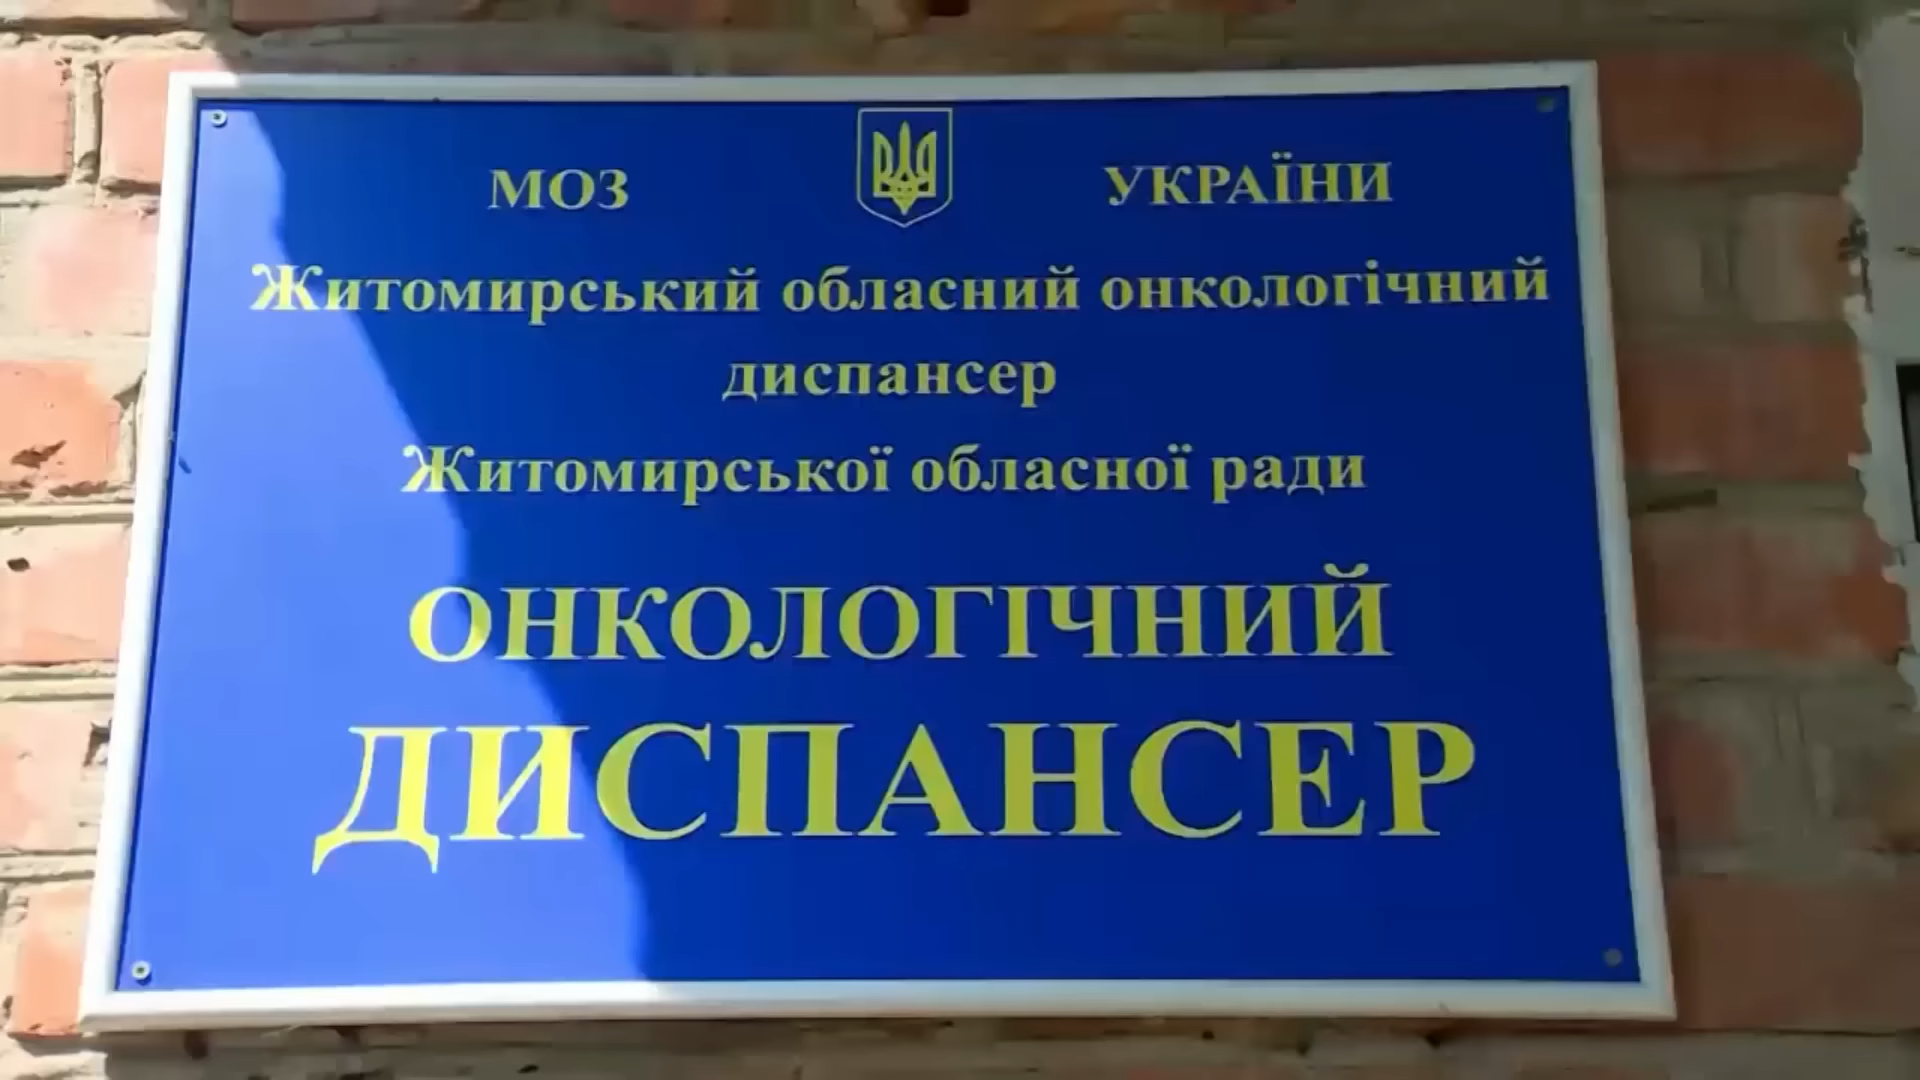 МОЗ УКРАЇНИ
Житомирський обласний онкологічний
диспансер
Житомирської обласної ради
ОНКОЛОГІЧНИЙ
ДИСПАНСЕР